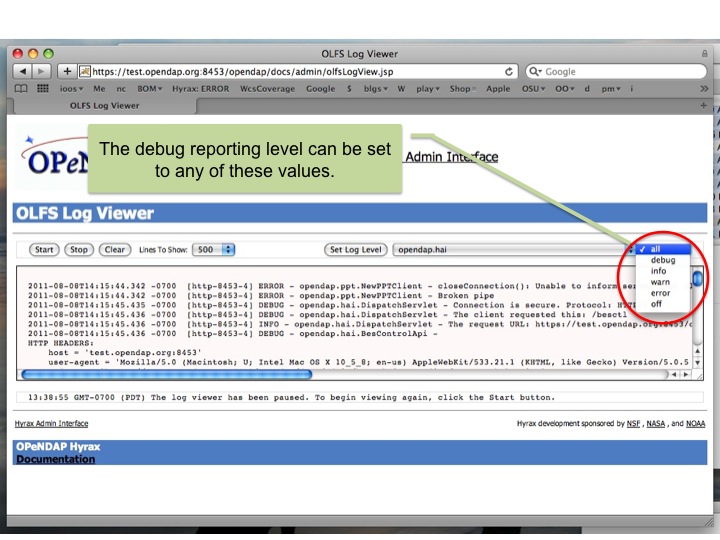 OLFS Log Viewer
https://test.opendap.org:8453/opendap/docs/admin/olfsLogView.jsp
Google
ioos Me nc BOM Hyrax: ERROR WcsCoverage Google $ blgs W play Shop Apple OSU OO d pm i
OLFS Log Viewer
OPeN
Admin Interface
The debug reporting level can be set
to any of these values.
OLFS Log Viewer
Start Stop Clear Lines To Show: 500 Set Log Level opendap.hai
all
debug
info
warn
error
off
2011-08-08T14:15:44.342 -0700 [http-8453-4] ERROR - opendap.ppt.NewPPTClient - closeConnection(): Unable to inform
2011-08-08T14:15:44.342 -0700 [http-8453-4] ERROR - opendap.ppt.NewPPTClient - Broken pipe
2011-08-08T14:15:45.435 -0700 [http-8453-4] DEBUG - opendap.hai.DispatchServlet - Connection is secure. Protocol:
2011-08-08T14:15:45.436 -0700 [http-8453-4] DEBUG - opendap.hai.DispatchServlet - The client requested this: /besctl
2011-08-08T14:15:45.436 -0700 [http-8453-4] INFO - opendap.hai.DispatchServlet - The request URL: https://test.opendap.org:8453/
2011-08-08T14:15:45.436 -0700 [http-8453-4] DEBUG - opendap.hai.BesControlApi -
HTTP HEADERS:
host = 'test.opendap.org:8453'
user-agent = 'Mozilla/5.0 (Macintosh; U; Intel Mac OS X 10_5_8; en-us) AppleWebKit/533.21.1 (KHTML, like Gecko) Version/5.0.5
13:38:55 GMT-0700 (PDT) The log viewer has been paused. To begin viewing again, click the Start button.
Hyrax Admin Interface
Hyrax development sponsored by NSF , NASA , and NOAA
OPeNDAP Hyrax
Documentation